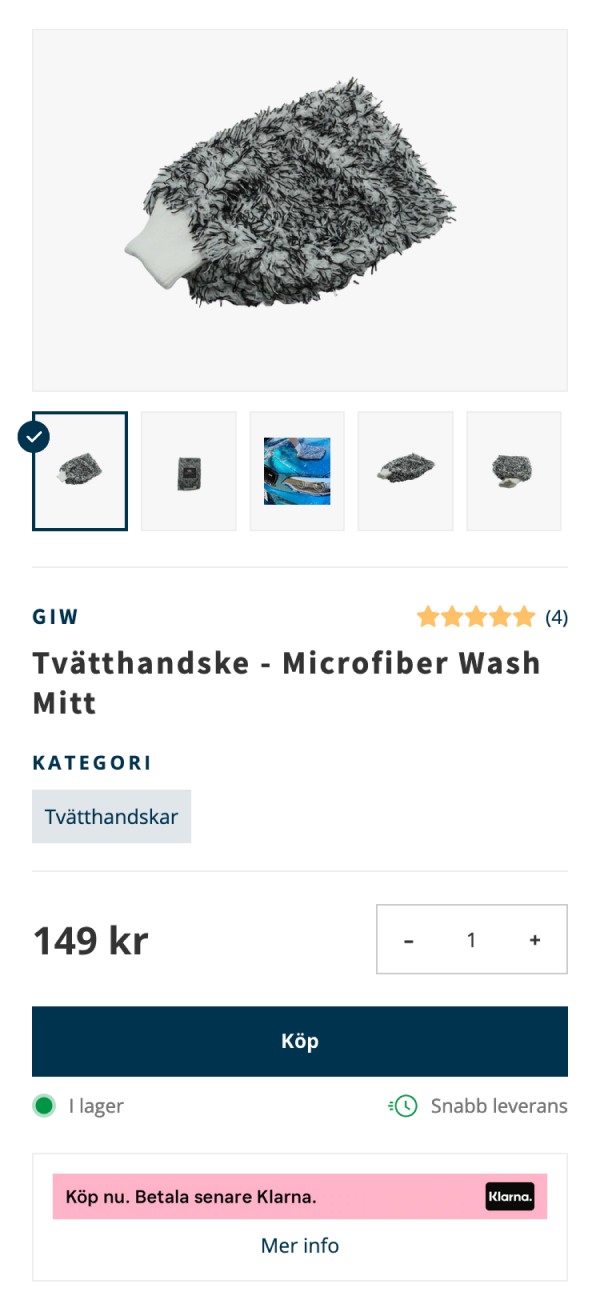 GIW
(4)
Tvätthandske - Microfiber Wash
Mitt
KATEGORI
Tvätthandskar
149 kr
- 1 +
Köp
I lager
Snabb leverans
Köp nu. Betala senare Klarna.
Klarna.
Mer info